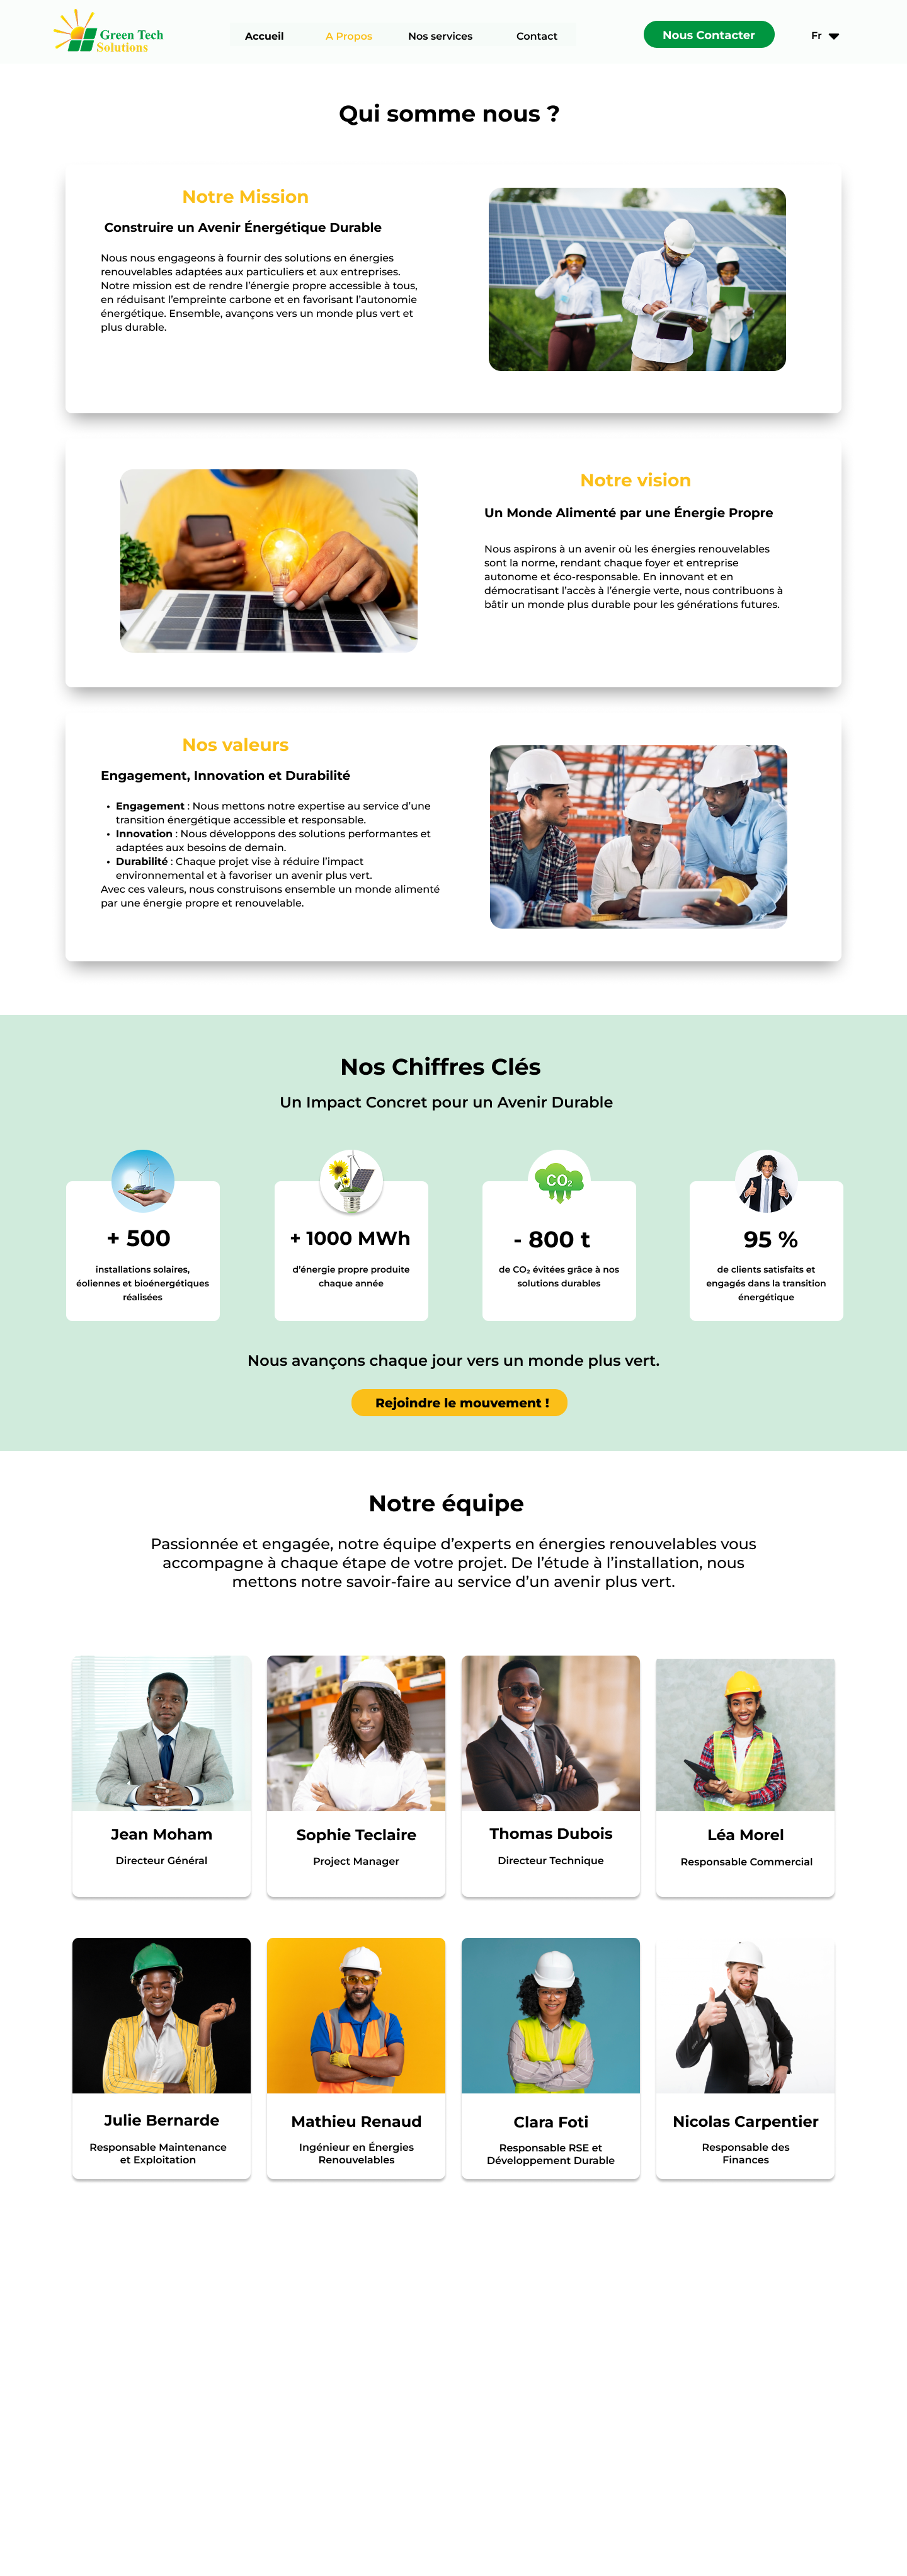 Green Tech
Solutions
Accueil
A Propos
Nos services
Contact
Nous Contacter
Fr
Qui somme nous ?
Notre Mission
Construire un Avenir Énergétique Durable
Nous nous engageons à fournir des solutions en énergies
renouvelables adaptées aux particuliers et aux entreprises.
Notre mission est de rendre l’énergie propre accessible à tous,
en réduisant l’empreinte carbone et en favorisant l’autonomie
énergétique. Ensemble, avançons vers un monde plus vert et
plus durable.
Notre vision
Un Monde Alimenté par une Énergie Propre
Nous aspirons à un avenir où les énergies renouvelables
sont la norme, rendant chaque foyer et entreprise
autonome et éco-responsable. En innovant et en
démocratisant l’accès à l’énergie verte, nous contribuons à
bâtir un monde plus durable pour les générations futures.
Nos valeurs
Engagement, Innovation et Durabilité
• Engagement : Nous mettons notre expertise au service d’une
transition énergétique accessible et responsable.
• Innovation : Nous développons des solutions performantes et
adaptées aux besoins de demain.
• Durabilité : Chaque projet vise à réduire l’impact
environnemental et à favoriser un avenir plus vert.
Avec ces valeurs, nous construisons ensemble un monde alimenté
par une énergie propre et renouvelable.
Nos Chiffres Clés
Un Impact Concret pour un Avenir Durable
+ 500
installations solaires,
éoliennes et bioénergétiques
réalisées
+ 1000 MWh
d’énergie propre produite
chaque année
CO₂
- 800 t
de CO₂ évitées grâce à nos
solutions durables
95 %
de clients satisfaits et
engagés dans la transition
énergétique
Nous avançons chaque jour vers un monde plus vert.
Rejoindre le mouvement !
Notre équipe
Passionnée et engagée, notre équipe d’experts en énergies renouvelables vous
accompagne à chaque étape de votre projet. De l’étude à l’installation, nous
mettons notre savoir-faire au service d’un avenir plus vert.
Jean Moham
Directeur Général
Sophie Teclaire
Project Manager
Thomas Dubois
Directeur Technique
Léa Morel
Responsable Commercial
Julie Bernarde
Responsable Maintenance
et Exploitation
Mathieu Renaud
Ingénieur en Énergies
Renouvelables
Clara Foti
Responsable RSE et
Développement Durable
Nicolas Carpentier
Responsable des
Finances